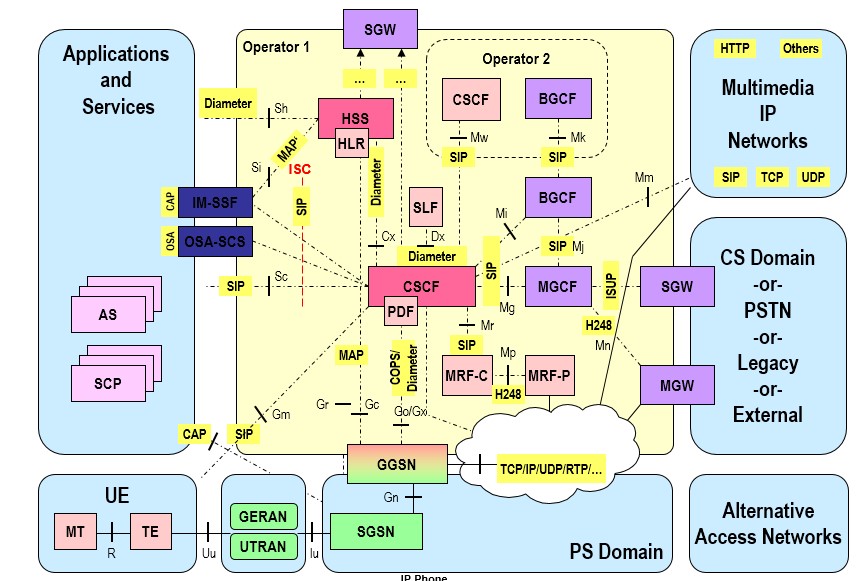 SGW
Applications
and
Services
Operator 1
Operator 2
HTTP
Others
Multimedia
IP
Networks
SIP
TCP
UDP
...
...
CSCF
BGCF
Diameter
Sh
HSS
HLR
Mw
Mk
SIP
SIP
MAP
Si
ISC
SIP
Diameter
Mm
CAP
IM-SSF
SLF
BGCF
Mi
OSA
OSA-SCS
Cx
Dx
Diameter
SIP
SIP
Mj
CS Domain
-or-
PSTN
-or-
Legacy
-or-
External
SIP
Sc
CSCF
PDF
Mg
MGCF
ISUP
SGW
AS
Mr
SIP
H248
Mn
MAP
COPS/
Diameter
Mp
MRF-C
MRF-P
H248
MGW
SCP
Gr
Gc
Go/Gx
Gm
CAP
SIP
GGSN
TCP/IP/UDP/RTP/...
UE
Gn
MT
TE
R
Uu
GERAN
UTRAN
Iu
SGSN
PS Domain
Alternative
Access Networks
IP Phone